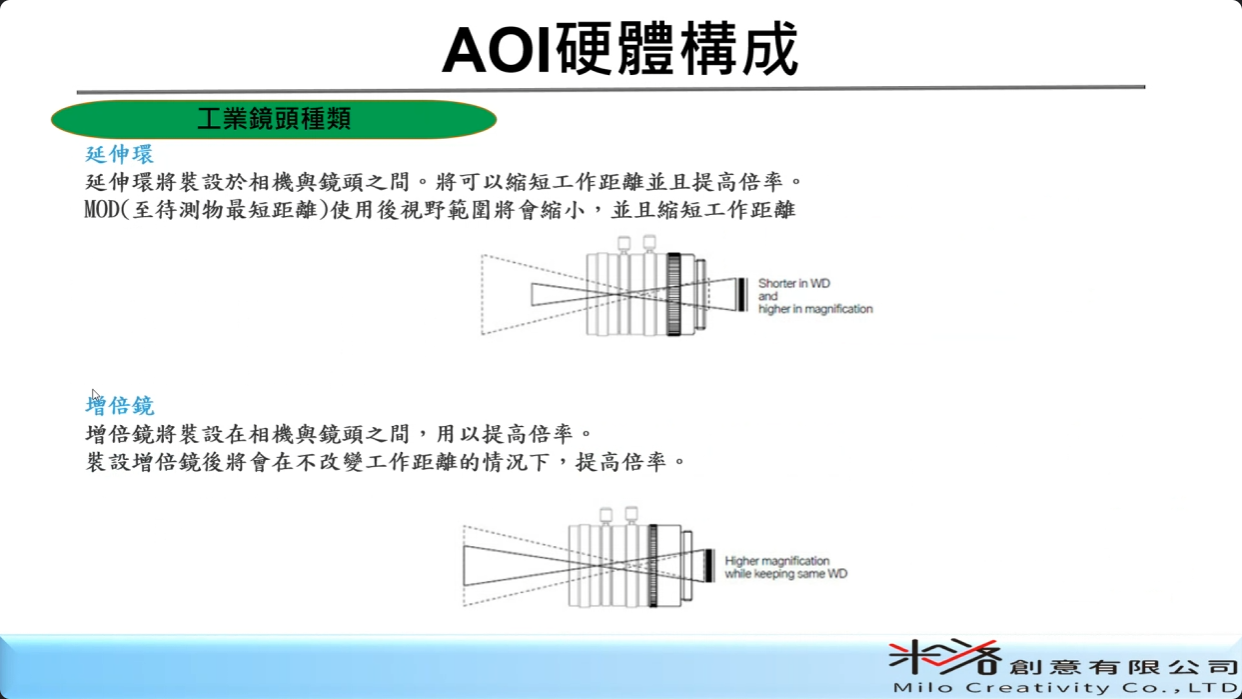 AOI硬體構成
工業鏡頭種類
延伸環
延伸環將裝設於相機與鏡頭之間。將可以縮短工作距離並且提高倍率。
MOD(至待測物最短距離)使用後視野範圍將會縮小，並且縮短工作距離
Shorter in WD
and
higher in magnification
增倍鏡
增倍鏡將裝設在相機與鏡頭之間，用以提高倍率。
裝設增倍鏡後將會在不改變工作距離的情況下，提高倍率。
Higher magnification
while keeping same WD
米洛創意有限公司
Milo Creativity Co.,LTD